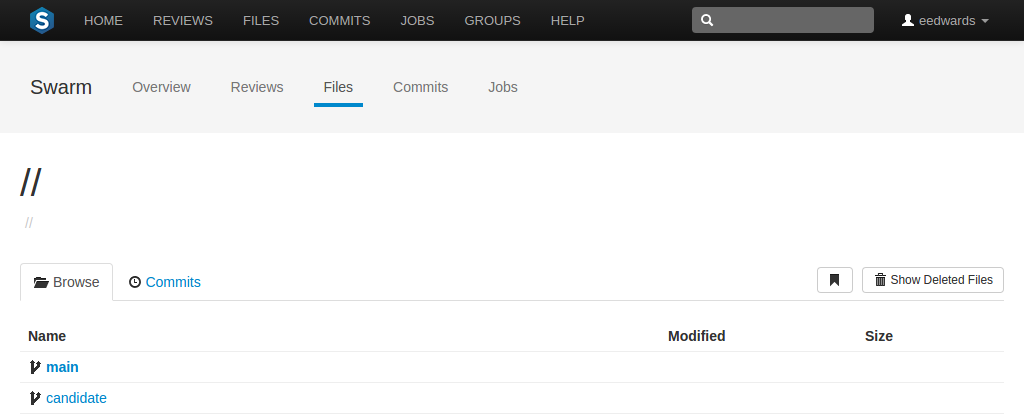 S HOME REVIEWS FILES COMMITS JOBS GROUPS HELP eedwards
Swarm Overview Reviews Files Commits Jobs
//
//
Browse Commits Show Deleted Files
Name Modified Size
main
candidate